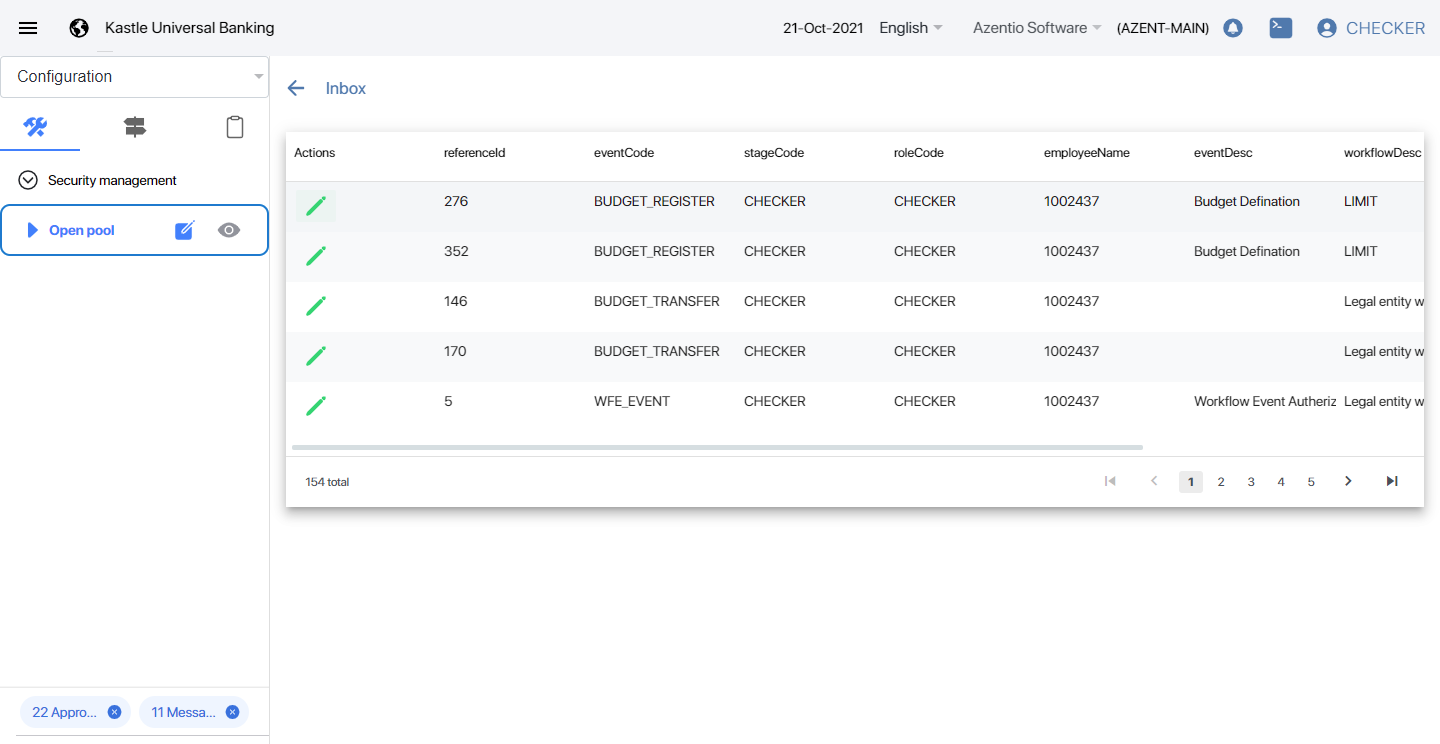 Kastle Universal Banking
21-Oct-2021 English Azentio Software (AZENT-MAIN) CHECKER
Configuration
Security management
Open pool
22 Appro... 11 Messa...
Inbox
Actions referenceId eventCode stageCode roleCode employeeName eventDesc workflowDesc
276 BUDGET_REGISTER CHECKER CHECKER 1002437 Budget Defination LIMIT
352 BUDGET_REGISTER CHECKER CHECKER 1002437 Budget Defination LIMIT
146 BUDGET_TRANSFER CHECKER CHECKER 1002437 Legal entity w
170 BUDGET_TRANSFER CHECKER CHECKER 1002437 Legal entity w
5 WFE_EVENT CHECKER CHECKER 1002437 Workflow Event Autheriz Legal entity w
154 total 1 2 3 4 5